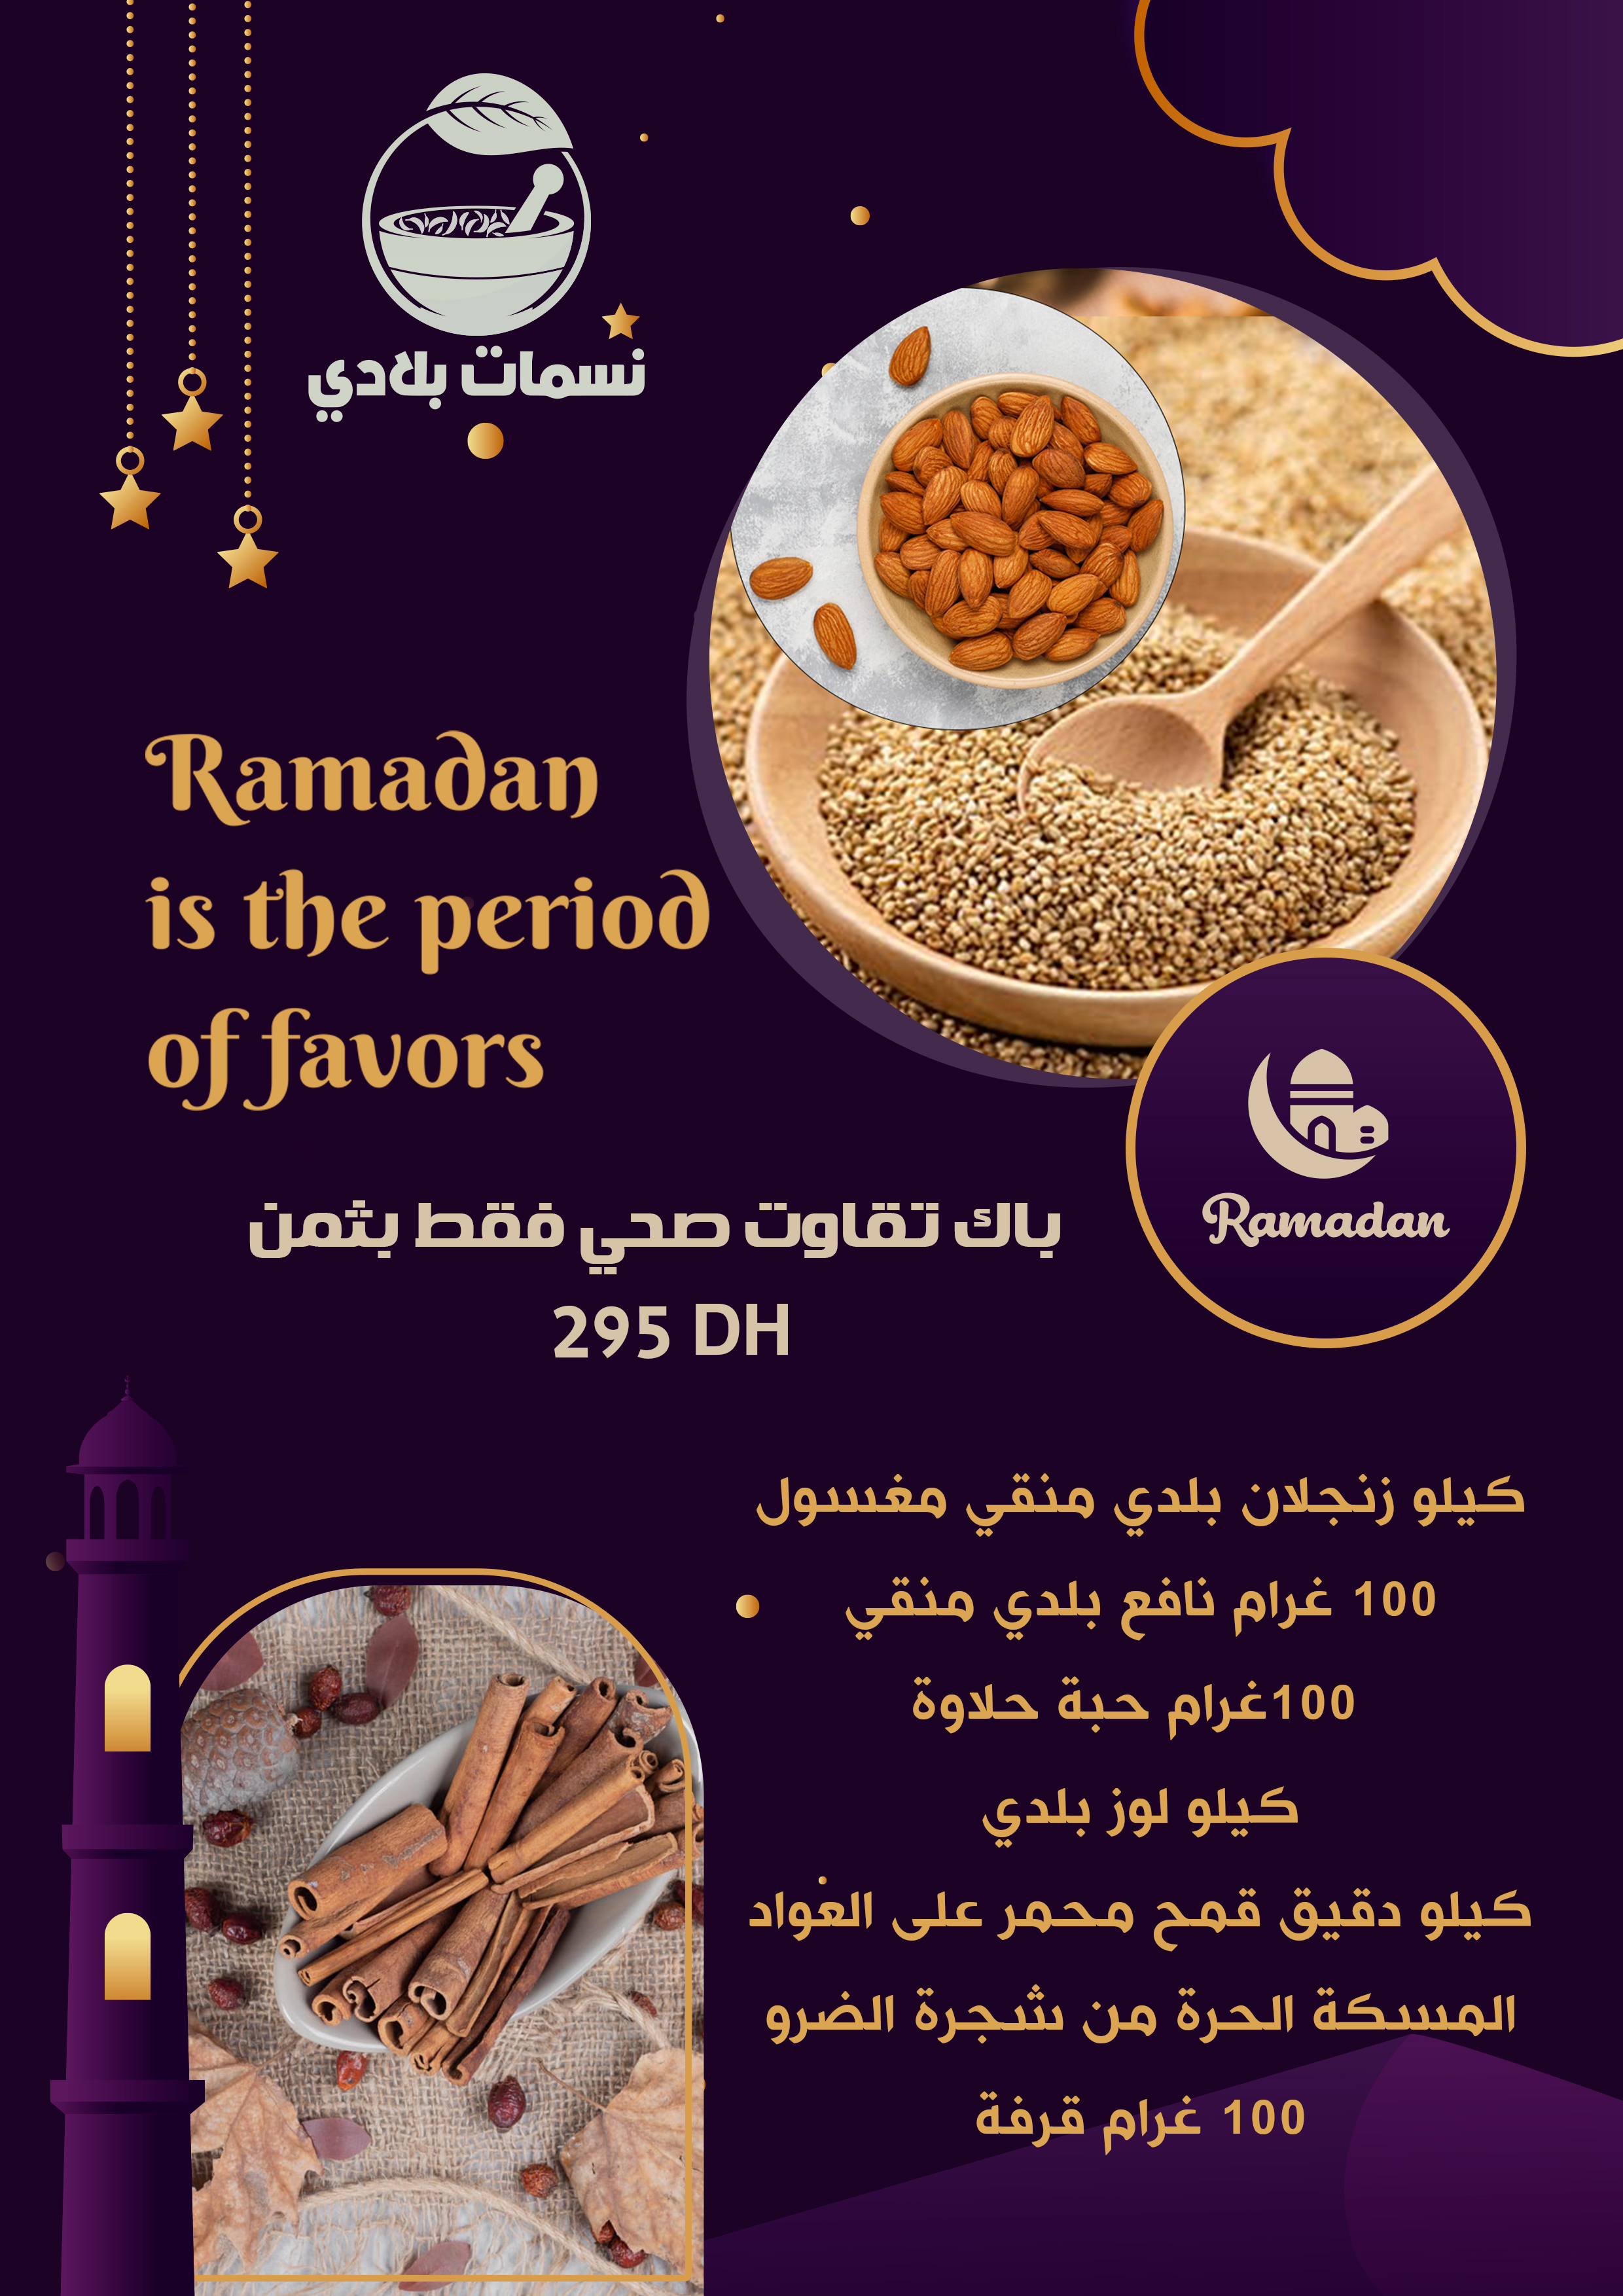 نسمات بلادي
Ramadan
is the period
of favors
Ramadan
باك تقاوت صحي فقط بثمن
295 DH
كيلو زنجلان بلدي منقي مغسول
100 غرام نافع بلدي منقي
100غرام حبة حلاوة
كيلو لوز بلدي
كيلو دقيق قمح محمر على العواد
المسكة الحرة من شجرة الضرو
100 غرام قرفة